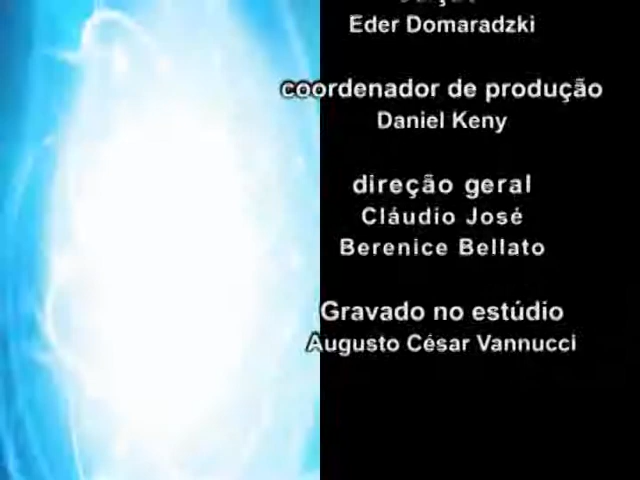 Eder Domaradzki
coordenador de produção
Daniel Keny
direção geral
Cláudio José
Berenice Bellato
Gravado no estúdio
Augusto César Vannucci